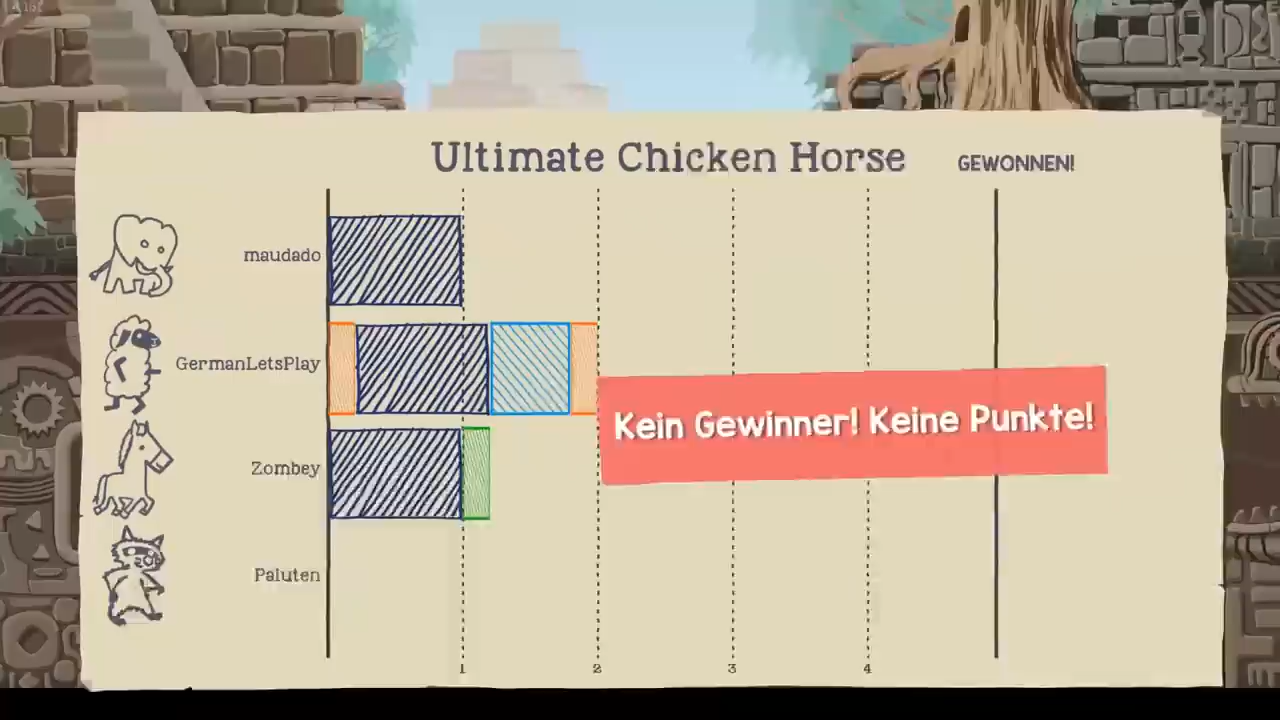 Ultimate Chicken Horse
GEWONNEN!
maudado
GermanLetsPlay
Kein Gewinner! Keine Punkte!
Zombey
Paluten
1 2 3 4